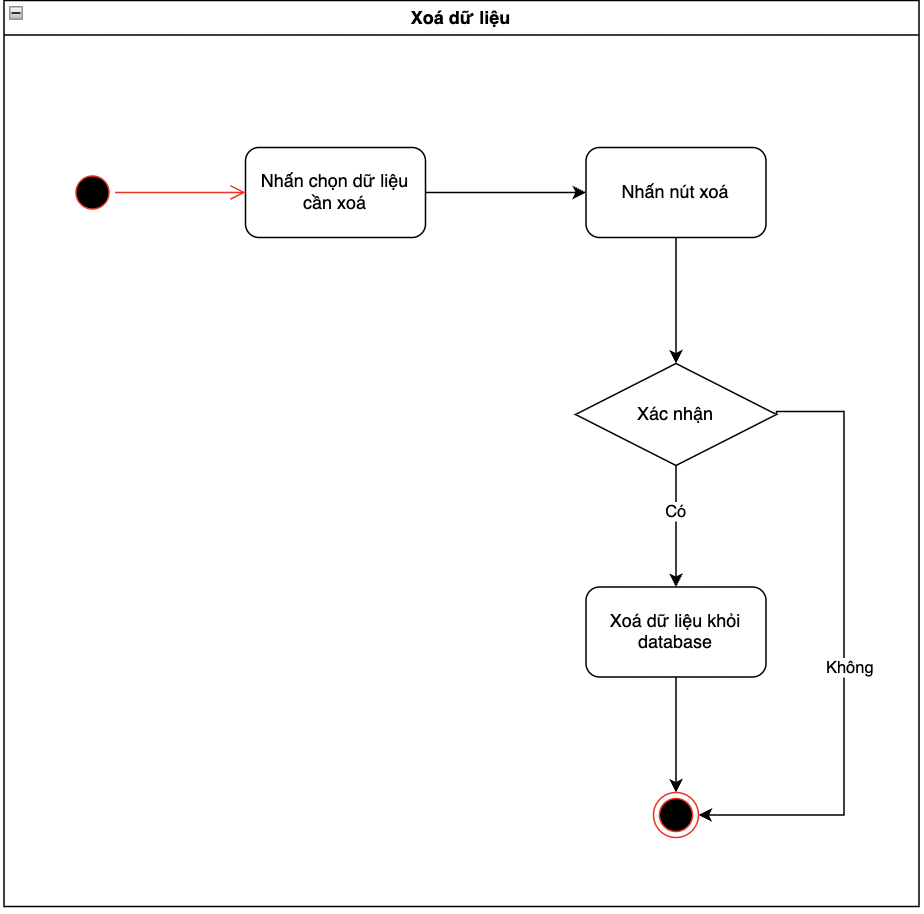 Xoá dữ liệu
Nhấn chọn dữ liệu
cần xoá
Nhấn nút xoá
Xác nhận
Có
Xoá dữ liệu khỏi
database
Không